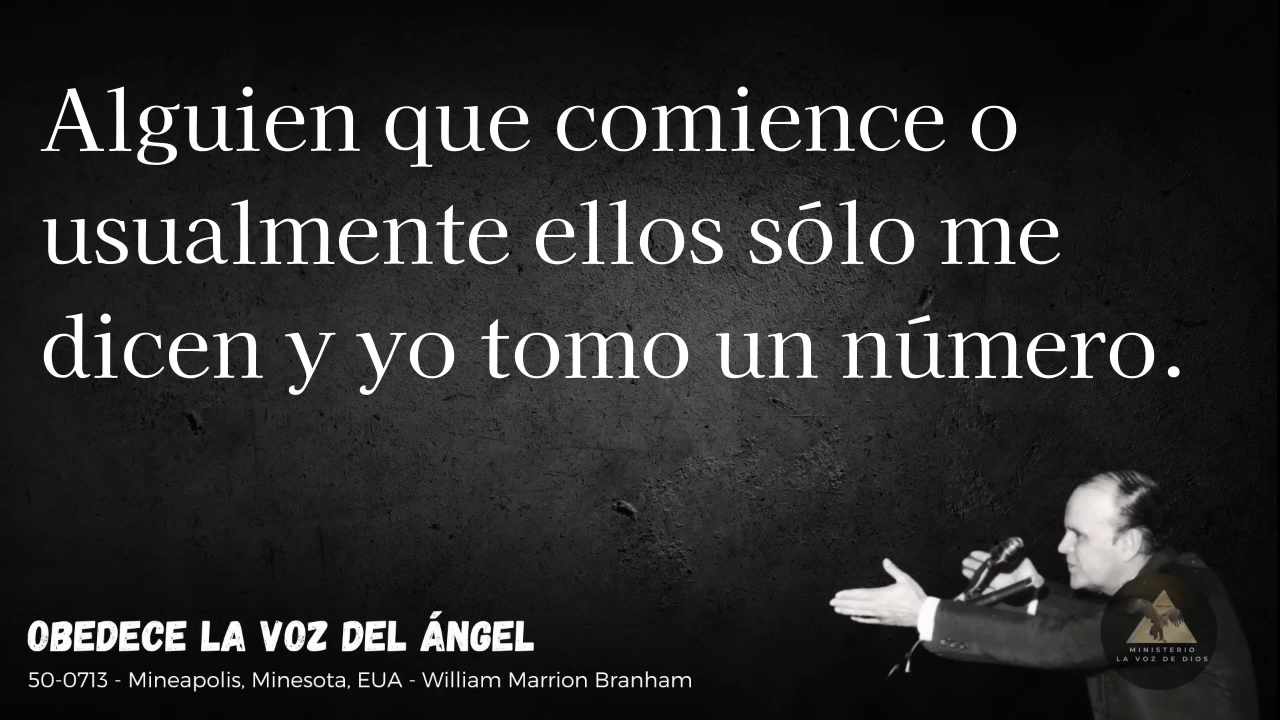 Alguien que comience o
usualmente ellos sólo me
dicen y yo tomo un número.
OBEDECE LA VOZ DEL ÁNGEL
50-0713 - Mineapolis, Minesota, EUA - William Marrion Branham
MINISTERIO
LA VOZ DE DIOS